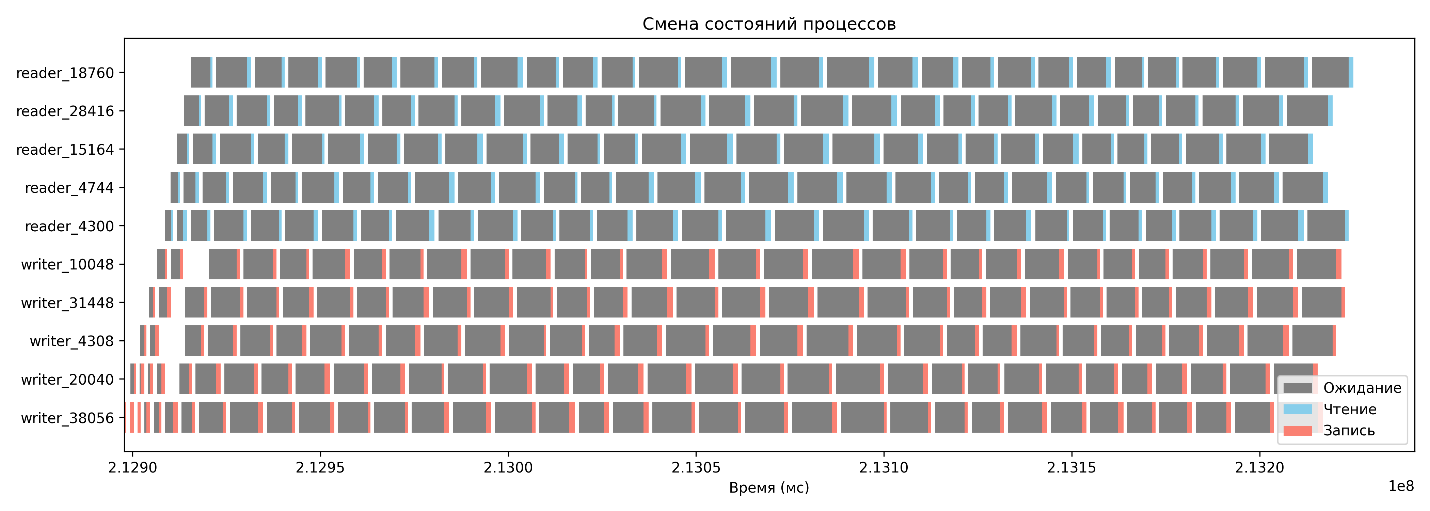 Смена состояний процессов
reader_18760
reader_28416
reader_15164
reader_4744
reader_4300
writer_10048
writer_31448
writer_4308
writer_20040
writer_38056
Ожидание
Чтение
Запись
2.1290 2.1295 2.1300 2.1305 2.1310 2.1315 2.1320
Время (мс)
1e8